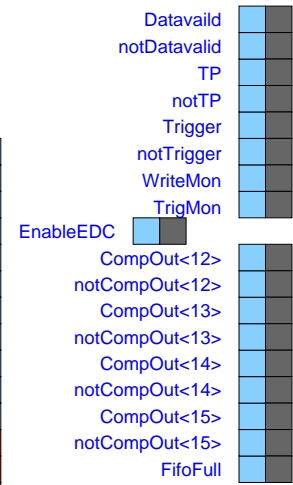 Datavaild
notDatavalid
TP
notTP
Trigger
notTrigger
WriteMon
TrigMon
EnableEDC
CompOut<12>
notCompOut<12>
CompOut<13>
notCompOut<13>
CompOut<14>
notCompOut<14>
CompOut<15>
notCompOut<15>
FifoFull